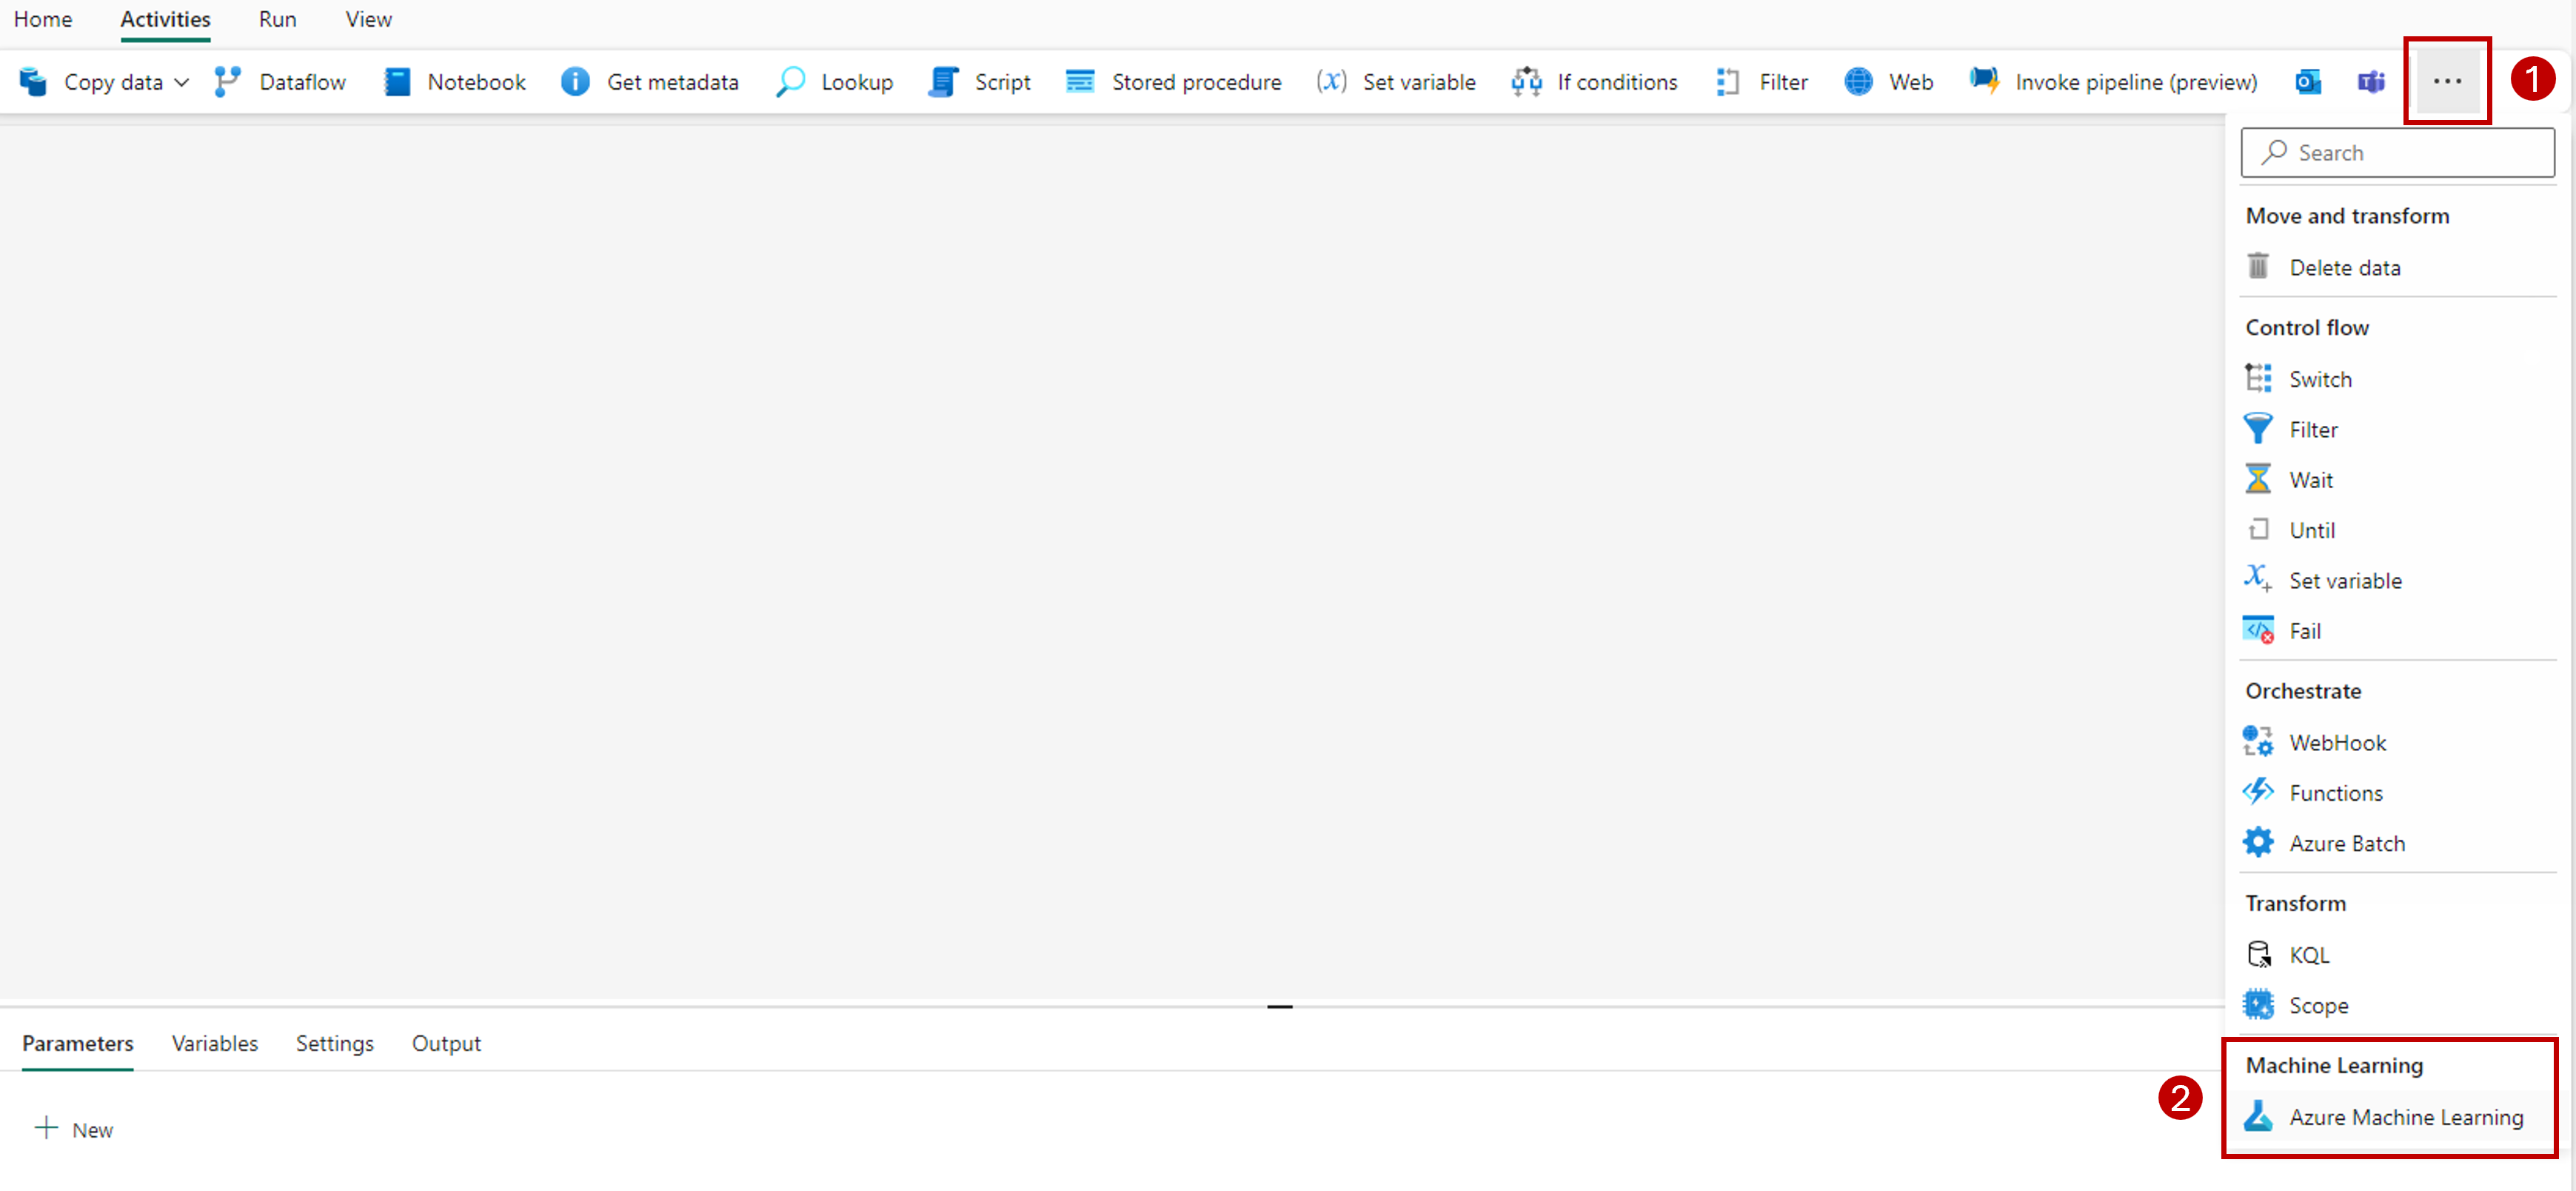 Home Activities Run View
Copy data Dataflow Notebook Get metadata Lookup Script Stored procedure (x) Set variable If conditions Filter Web Invoke pipeline (preview) ... 1
Search
Move and transform
Delete data
Control flow
Switch
Filter
Wait
Until
Set variable
Fail
Orchestrate
WebHook
Functions
Azure Batch
Transform
KQL
Scope
Machine Learning
2 Azure Machine Learning
Parameters Variables Settings Output
+ New